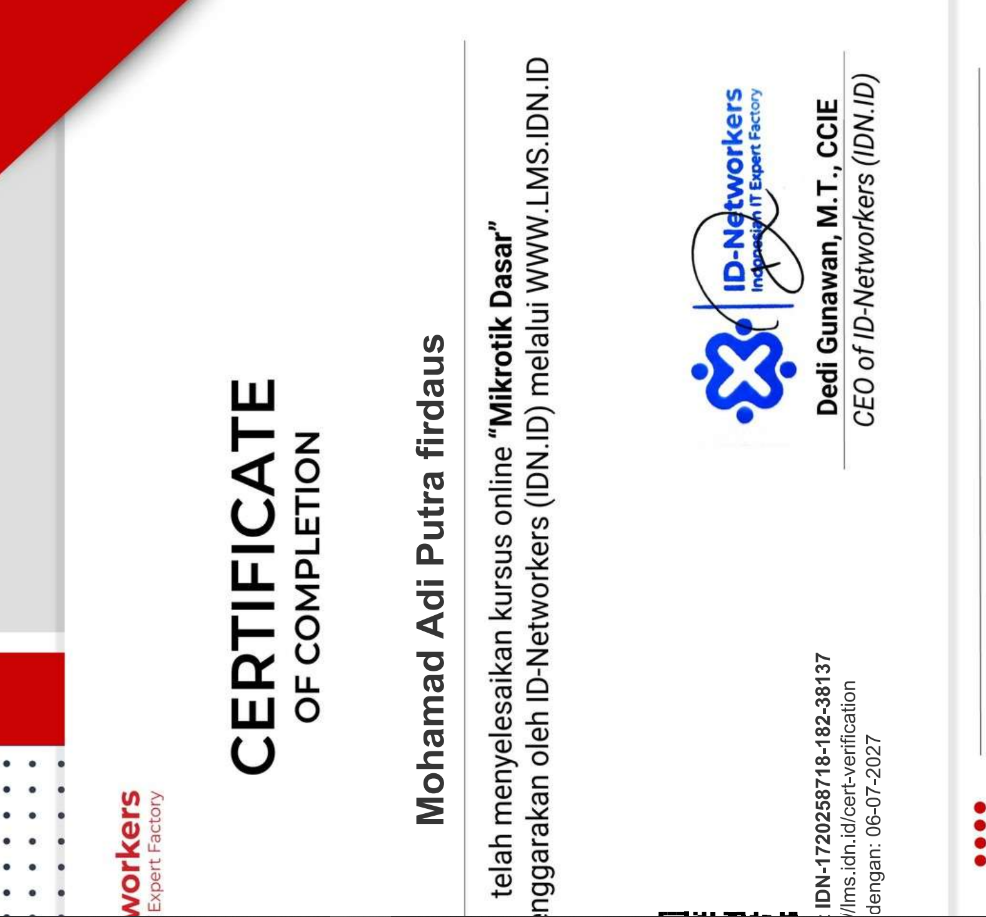 workers
Expert Factory
CERTIFICATE
OF COMPLETION
Mohamad Adi Putra firdaus
telah menyelesaikan kursus online "Mikrotik Dasar"
enggarakan oleh ID-Networkers (IDN.ID) melalui WWW.LMS.IDN.ID
ID-Networkers
Indonesian IT Expert Factory
Dedi Gunawan, M.T., CCIE
CEO of ID-Networkers (IDN.ID)
: IDN-1720258718-182-38137
/lms.idn.id/cert-verification
dengan: 06-07-2027